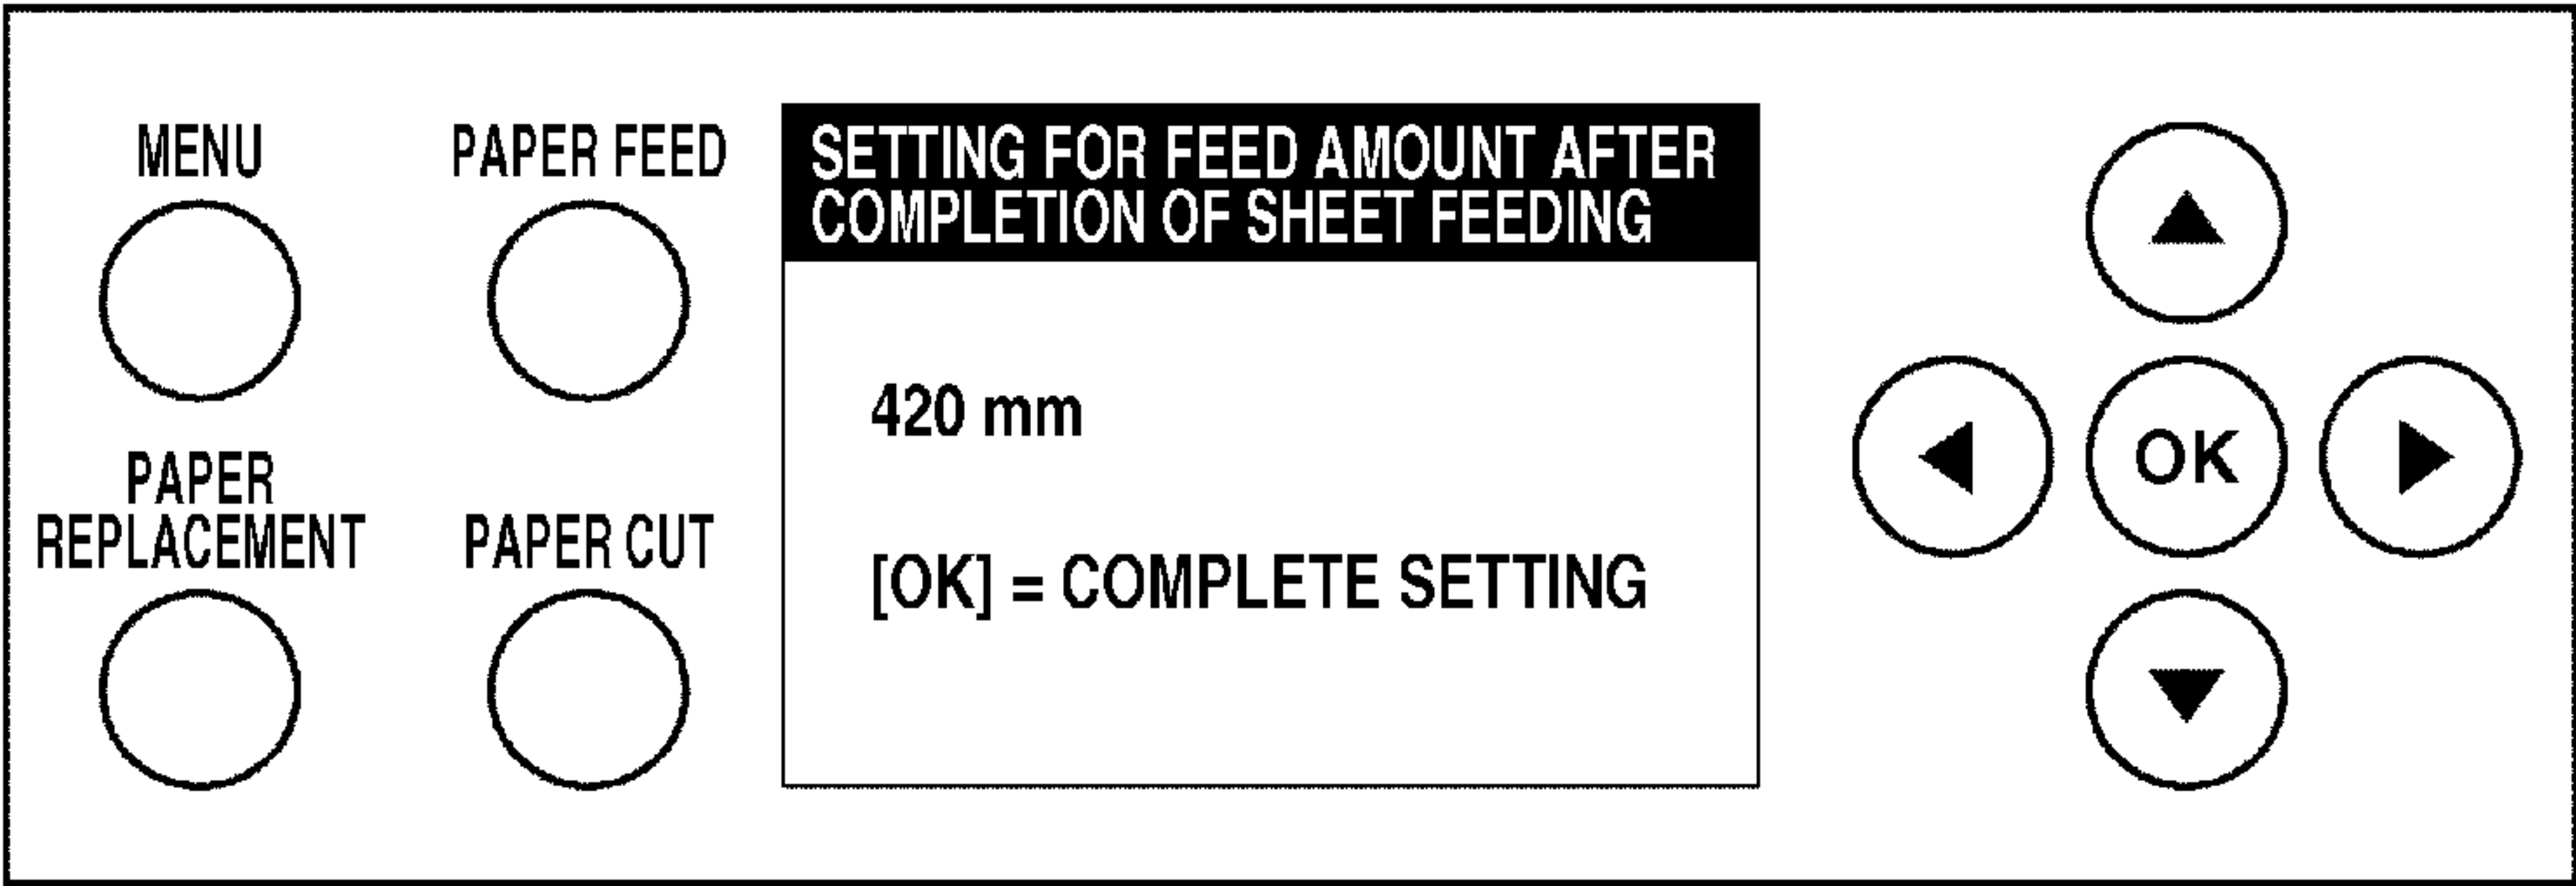 MENU
PAPER FEED
PAPER
REPLACEMENT
PAPER CUT
SETTING FOR FEED AMOUNT AFTER
COMPLETION OF SHEET FEEDING
420 mm
[OK] = COMPLETE SETTING
OK